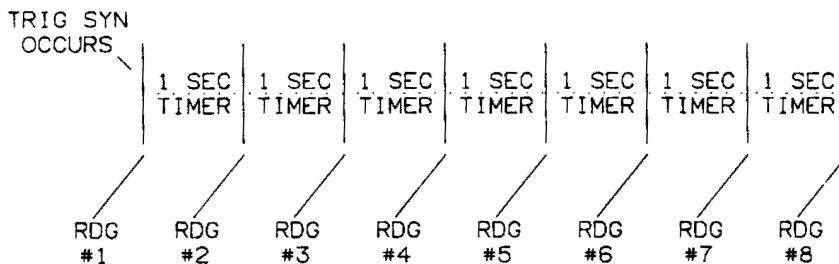 TRIG SYN
OCCURS
1 SEC 1 SEC 1 SEC 1 SEC 1 SEC 1 SEC 1 SEC
TIMER TIMER TIMER TIMER TIMER TIMER TIMER
RDG RDG RDG RDG RDG RDG RDG RDG
#1 #2 #3 #4 #5 #6 #7 #8